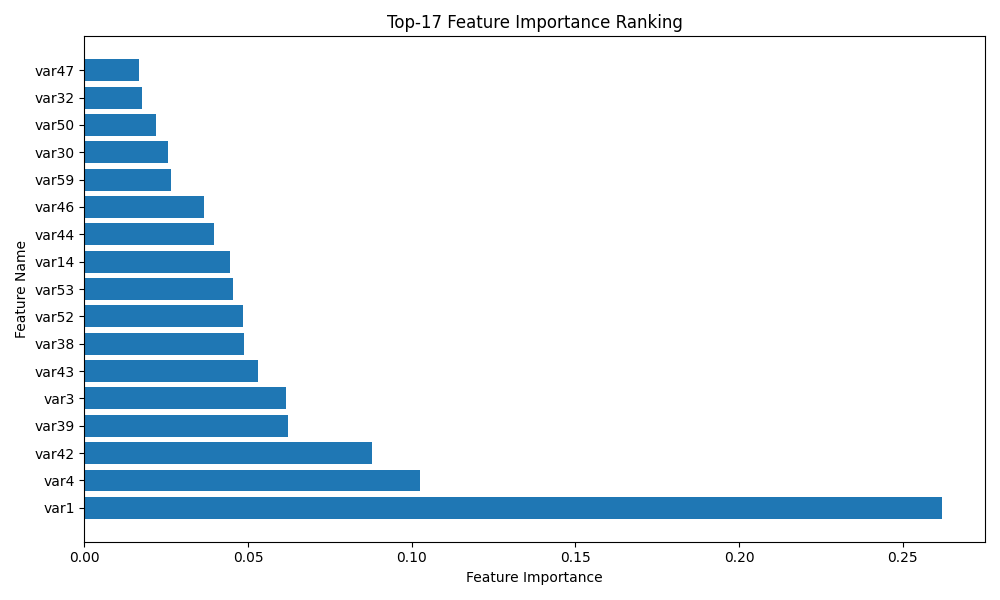 Top-17 Feature Importance Ranking
Feature Name
var47
var32
var50
var30
var59
var46
var44
var14
var53
var52
var38
var43
var3
var39
var42
var4
var1
0.00 0.05 0.10 0.15 0.20 0.25
Feature Importance